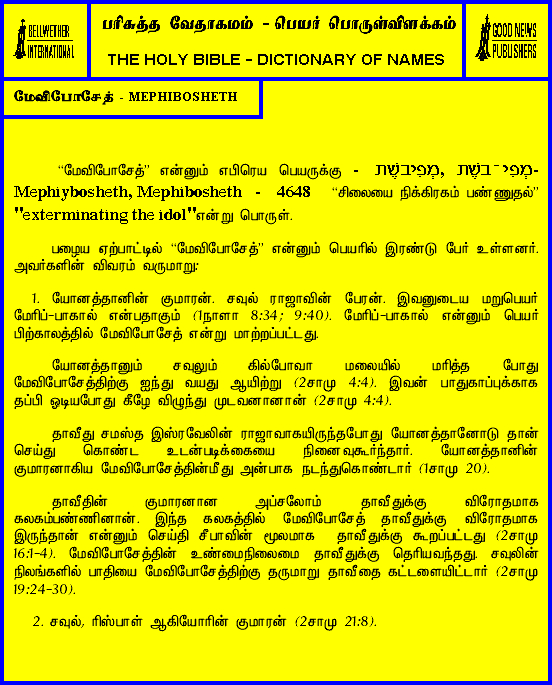 BELLWETHER
INTERNATIONAL
பரிசுத்த வேதாகமம் - பெயர் பொருள்விளக்கம்
THE HOLY BIBLE - DICTIONARY OF NAMES
GOOD NEWS
PUBLISHERS
மேவிபோசேத் - MEPHIBOSHETH
“மேவிபோசேத்” என்னும் எபிரெய பெயருக்கு - מְפִיבֹשֶׁת, מְפִי־בֹשֶׁת-
Mephiybosheth, Mephibosheth - 4648 “சிலையை நிக்கிரகம் பண்ணுதல்”
"exterminating the idol"என்று பொருள்.
பழைய ஏற்பாட்டில் “மேவிபோசேத்” என்னும் பெயரில் இரண்டு பேர் உள்ளனர்.
அவர்களின் விவரம் வருமாறு:
1. யோனத்தானின் குமாரன். சவுல் ராஜாவின் பேரன். இவனுடைய மறுபெயர்
மேரிப்-பாகால் என்பதாகும் (1நாளா 8:34; 9:40). மேரிப்-பாகால் என்னும் பெயர்
பிற்காலத்தில் மேவிபோசேத் என்று மாற்றப்பட்டது.
யோனத்தானும் சவுலும் கில்போவா மலையில் மரித்த போது
மேவிபோசேத்திற்கு ஐந்து வயது ஆயிற்று (2சாமு 4:4). இவன் பாதுகாப்புக்காக
தப்பி ஓடியபோது கீழே விழுந்து முடவனானான் (2சாமு 4:4).
தாவீது சமஸ்த இஸ்ரவேலின் ராஜாவாகயிருந்தபோது யோனத்தானோடு தான்
செய்து கொண்ட உடன்படிக்கையை நினைவுகூர்ந்தார். யோனத்தானின்
குமாரனாகிய மேவிபோசேத்தின்மீது அன்பாக நடந்துகொண்டார் (1சாமு 20).
தாவீதின் குமாரனான அப்சலோம் தாவீதுக்கு விரோதமாக
கலகம்பண்ணினான். இந்த கலகத்தில் மேவிபோசேத் தாவீதுக்கு விரோதமாக
இருந்தான் என்னும் செய்தி சீபாவின் மூலமாக தாவீதுக்கு கூறப்பட்டது (2சாமு
16:1-4). மேவிபோசேத்தின் உண்மைநிலைமை தாவீதுக்கு தெரியவந்தது. சவுலின்
நிலங்களில் பாதியை மேவிபோசேத்திற்கு தருமாறு தாவீதை கட்டளையிட்டார் (2சாமு
19:24-30).
2. சவுல், ரிஸ்பாள் ஆகியோரின் குமாரன் (2சாமு 21:8).